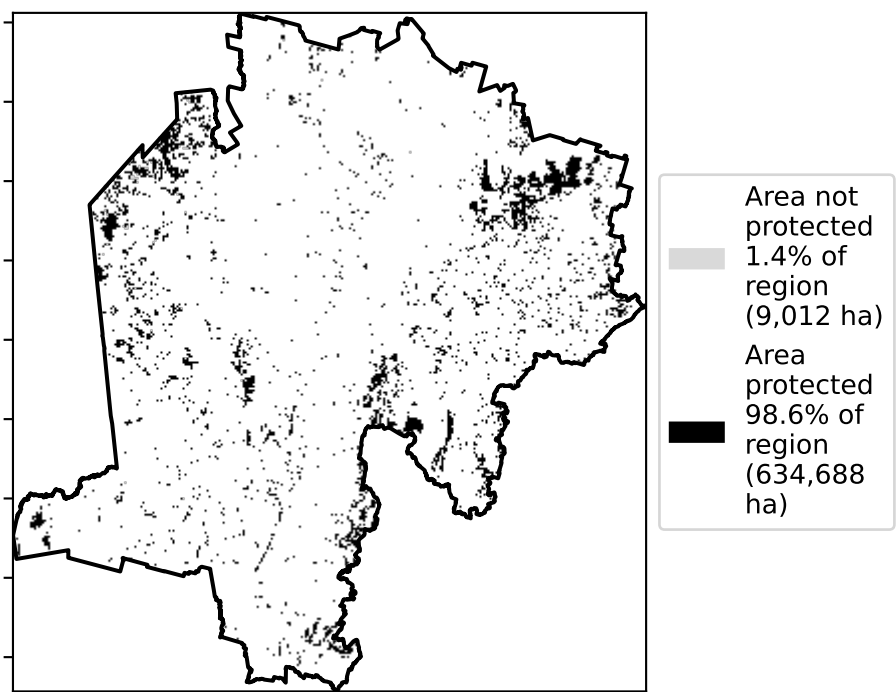 Area not
protected
1.4% of
region
(9,012 ha)
Area
protected
98.6% of
region
(634,688
ha)